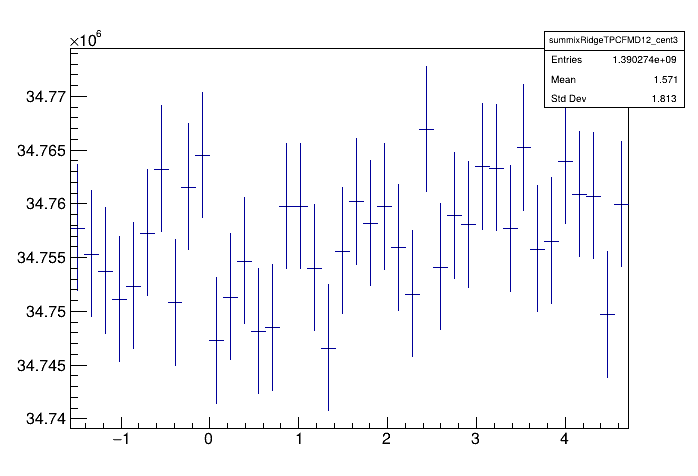 ×10⁶
summixRidgeTPCFMD12_cent3
Entries 1.390274e+09
Mean 1.571
Std Dev 1.813
34.77
34.765
34.76
34.755
34.75
34.745
34.74
−1 0 1 2 3 4